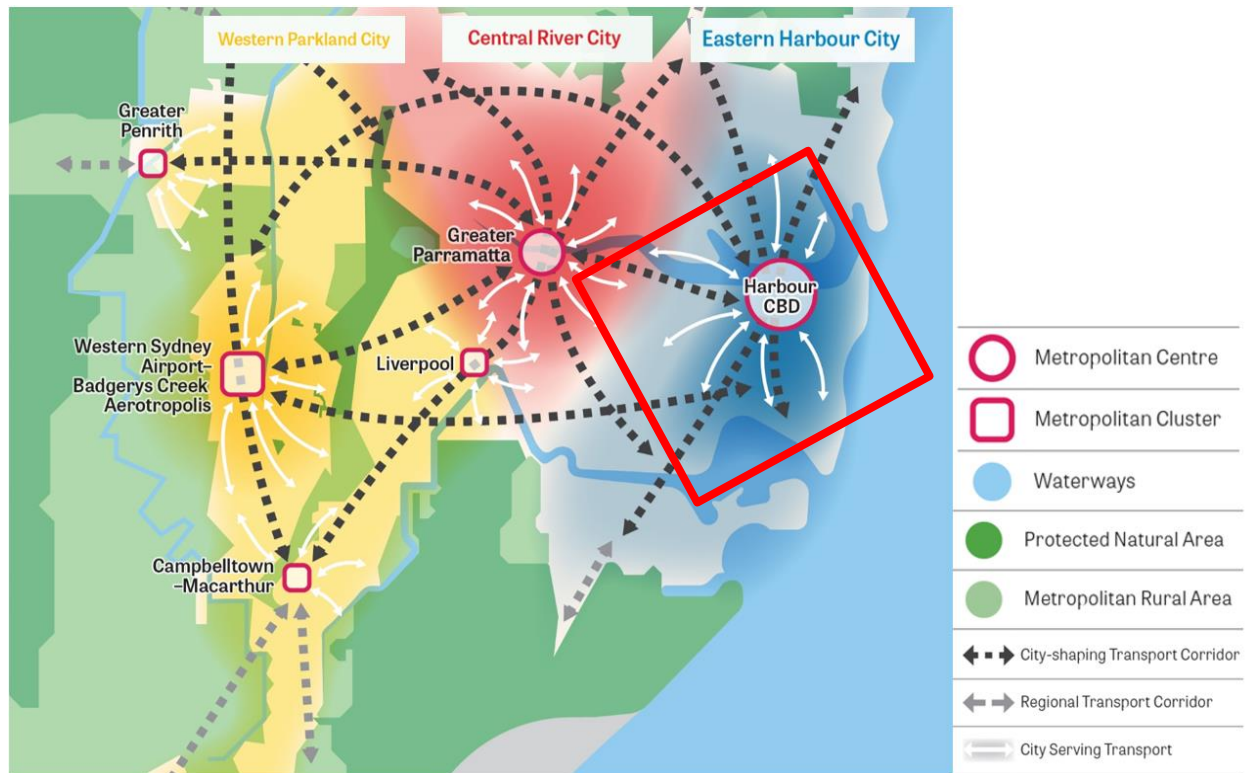 Western Parkland City
Central River City
Eastern Harbour City
Greater
Penrith
Greater
Parramatta
Harbour
CBD
Western Sydney
Airport–
Badgerys Creek
Aerotropolis
Liverpool
Campbelltown
–Macarthur
Metropolitan Centre
Metropolitan Cluster
Waterways
Protected Natural Area
Metropolitan Rural Area
City-shaping Transport Corridor
Regional Transport Corridor
City Serving Transport